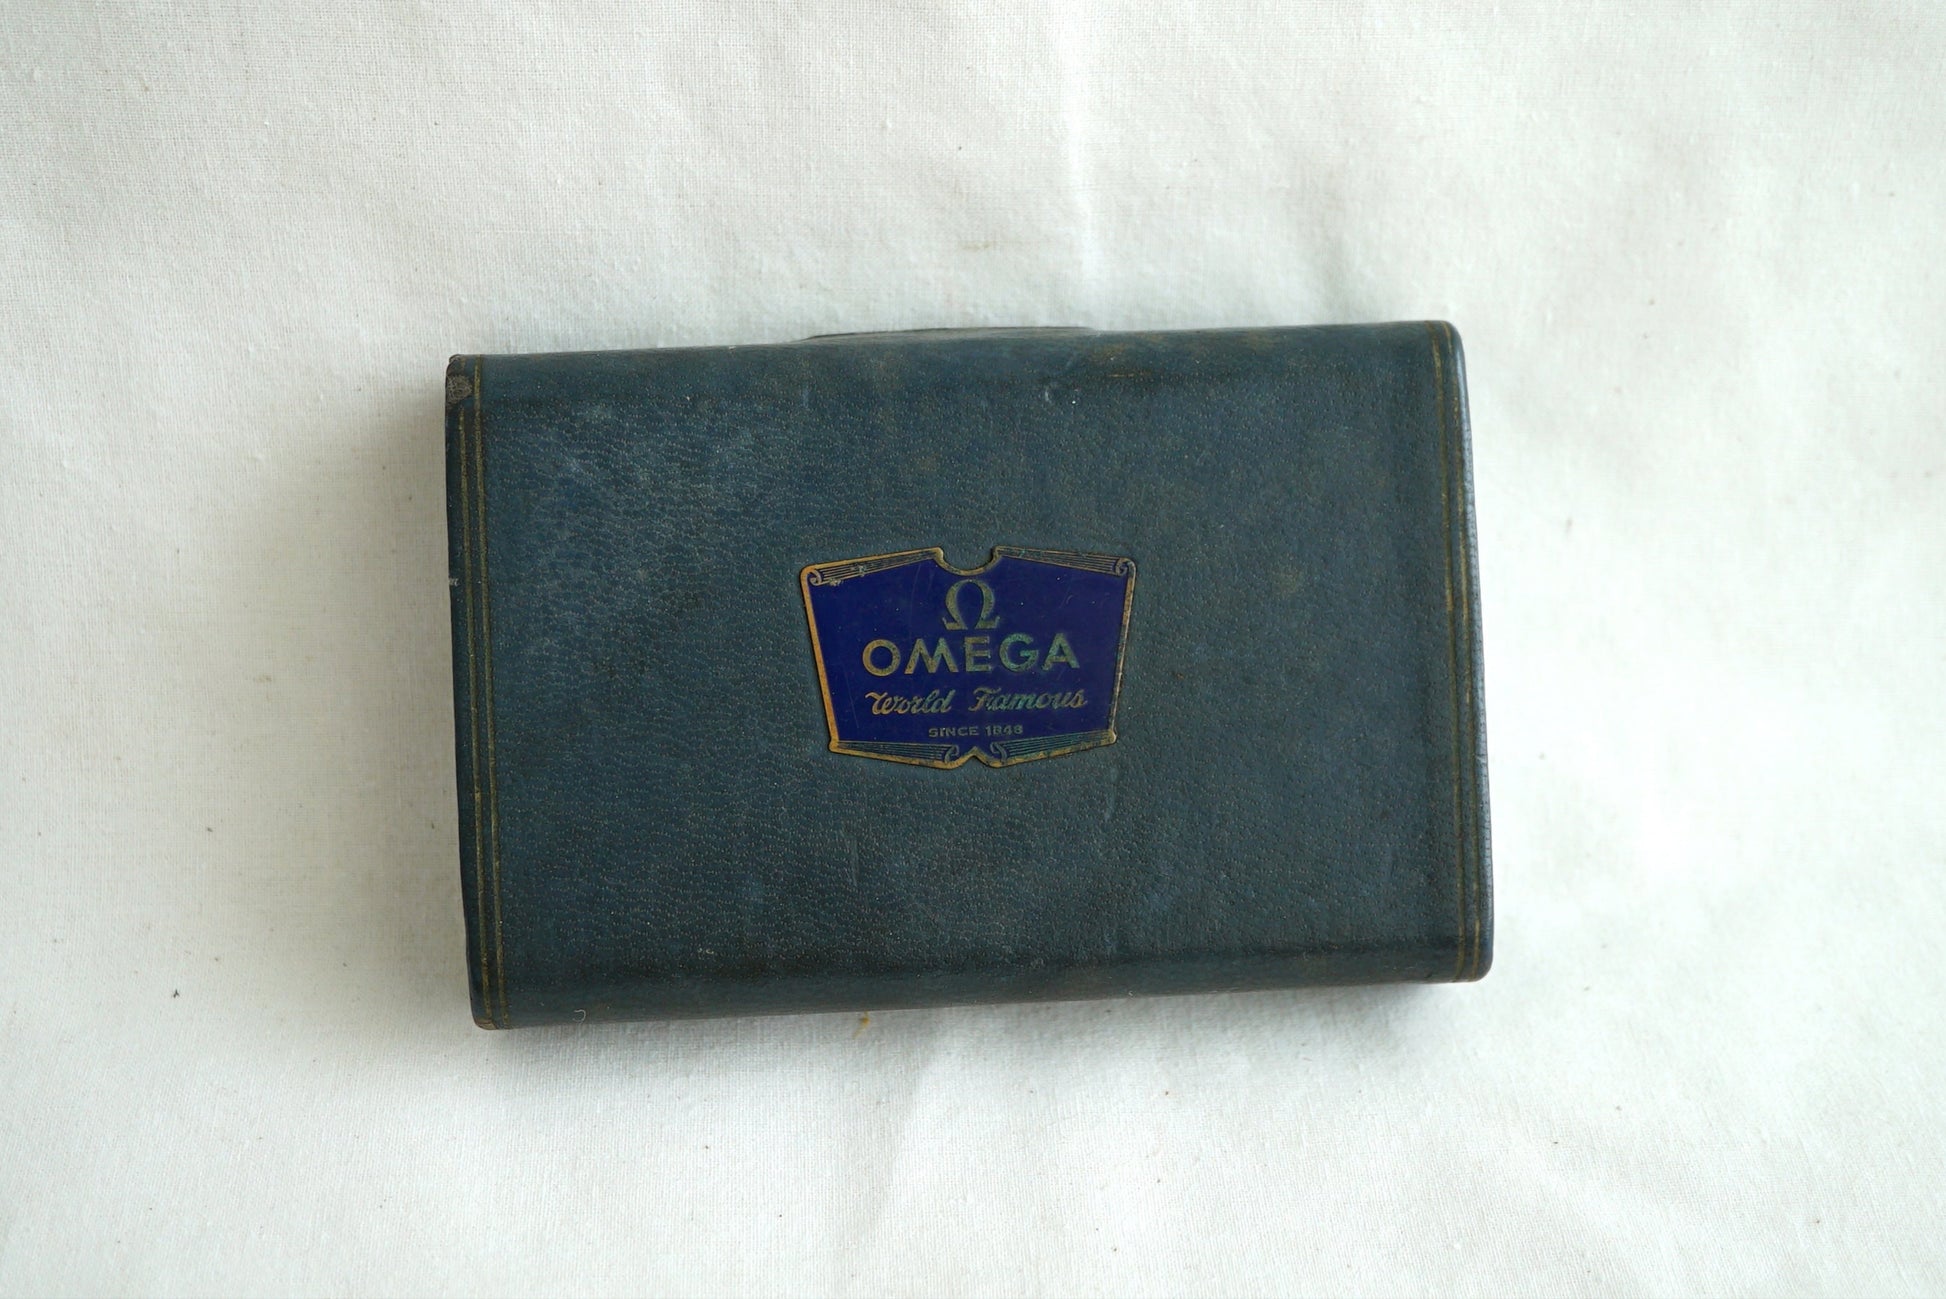 Ω
OMEGA
World Famous
SINCE 1848